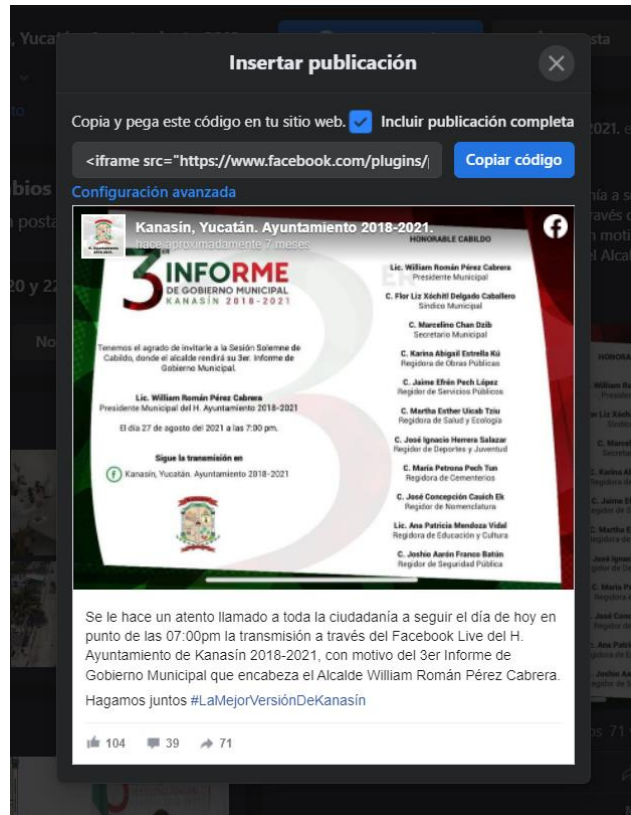 Insertar publicación
Copia y pega este código en tu sitio web.
Incluir publicación completa
<iframe src="https://www.facebook.com/plugins/
Copiar código
Configuración avanzada
Kanasín, Yucatán. Ayuntamiento 2018-2021.
hace aproximadamente 7 meses
3ER INFORME
DE GOBIERNO MUNICIPAL
KANASÍN 2018-2021
Tenemos el agrado de invitarle a la Sesión Solemne de
Cabildo, donde el alcalde rendirá su 3er. Informe de
Gobierno Municipal.
Lic. William Román Pérez Cabrera
Presidente Municipal del H. Ayuntamiento 2018-2021
El día 27 de agosto del 2021 a las 7:00 pm.
Sigue la transmisión en
Kanasín, Yucatán. Ayuntamiento 2018-2021
HONORABLE CABILDO
Lic. William Román Pérez Cabrera
Presidente Municipal
C. Flor Liz Xóchitl Delgado Caballero
Síndico Municipal
C. Marcelino Chan Dzib
Secretario Municipal
C. Karina Abigail Estrella Kú
Regidora de Obras Públicas
C. Jaime Efrén Pech López
Regidor de Servicios Públicos
C. Martha Esther Uicab Tziu
Regidora de Salud y Ecología
C. José Ignacio Herrera Salazar
Regidor de Deportes y Juventud
C. María Petrona Pech Tun
Regidora de Cementerios
C. José Concepción Cauich Ek
Regidor de Nomenclatura
Lic. Ana Patricia Mendoza Vidal
Regidora de Educación y Cultura
C. Joshio Aarón Franco Batún
Regidor de Seguridad Pública
Se le hace un atento llamado a toda la ciudadanía a seguir el día de hoy en
punto de las 07:00pm la transmisión a través del Facebook Live del H.
Ayuntamiento de Kanasín 2018-2021, con motivo del 3er Informe de
Gobierno Municipal que encabeza el Alcalde William Román Pérez Cabrera.
Hagamos juntos #LaMejorVersiónDeKanasín
104 39 71